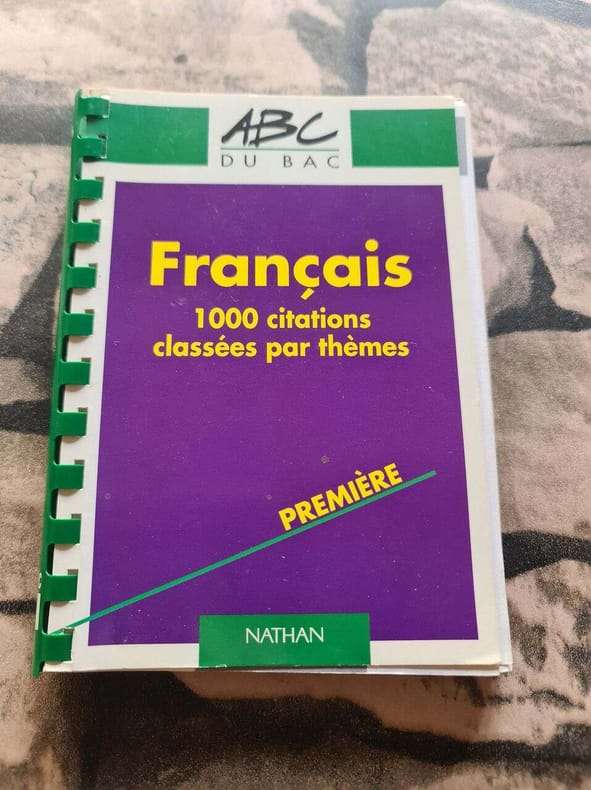 ABC
DU BAC
Français
1000 citations
classées par thèmes
PREMIÈRE
NATHAN